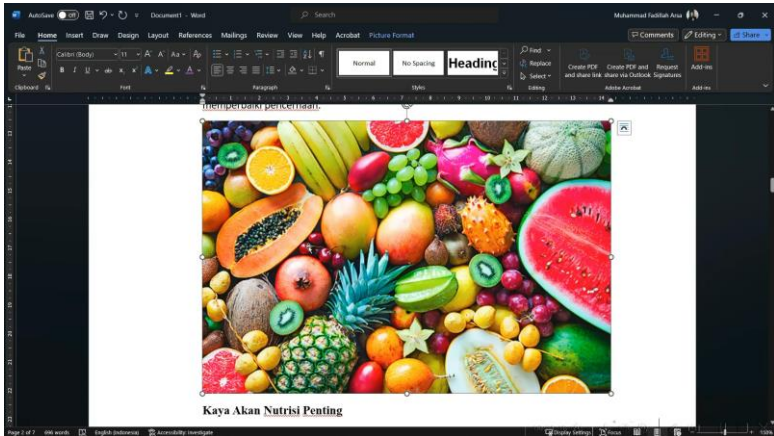 AutoSave Off Document1 - Word Search Muhammad Fadillah Arsa
File Home Insert Draw Design Layout References Mailings Review View Help Acrobat Picture Format Comments Editing Share
Paste Calibri (Body) 11 A A Aa Find Normal No Spacing Heading
B I U ab x x A A Replace
Select
Create PDF and share link
Create PDF and share via Outlook
Request Signatures
Add-ins
Clipboard Font Paragraph Styles Editing Adobe Acrobat Add-ins
memperbaiki pencernaan.
Kaya Akan Nutrisi Penting
Page 2 of 7 English (Indonesia) Accessibility: Investigate Display Settings Focus